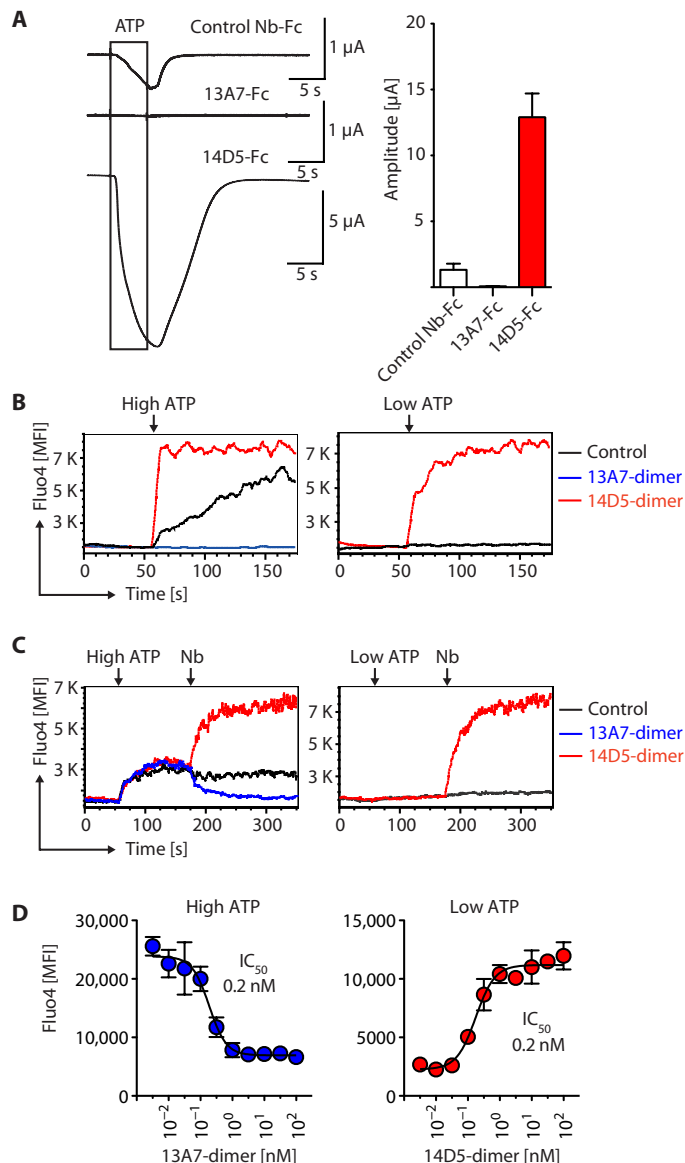 A
ATP
Control Nb-Fc
1 µA
5 s
13A7-Fc
1 µA
5 s
14D5-Fc
5 µA
5 s
Amplitude [µA]
20
15
10
5
Control Nb-Fc
13A7-Fc
14D5-Fc
B
High ATP
Low ATP
Fluo4 [MFI]
7 K
5 K
3 K
0
50
100
150
Time [s]
7 K
5 K
3 K
0
50
100
150
Control
13A7-dimer
14D5-dimer
C
High ATP
Nb
Low ATP
Nb
Fluo4 [MFI]
7 K
5 K
3 K
0
100
200
300
Time [s]
7 K
5 K
3 K
0
100
200
300
Control
13A7-dimer
14D5-dimer
D
High ATP
Fluo4 [MFI]
30,000
20,000
10,000
0
IC₅₀
0.2 nM
10⁻²
10⁻¹
10⁰
10¹
10²
13A7-dimer [nM]
Low ATP
15,000
10,000
5000
0
IC₅₀
0.2 nM
10⁻²
10⁻¹
10⁰
10¹
10²
14D5-dimer [nM]